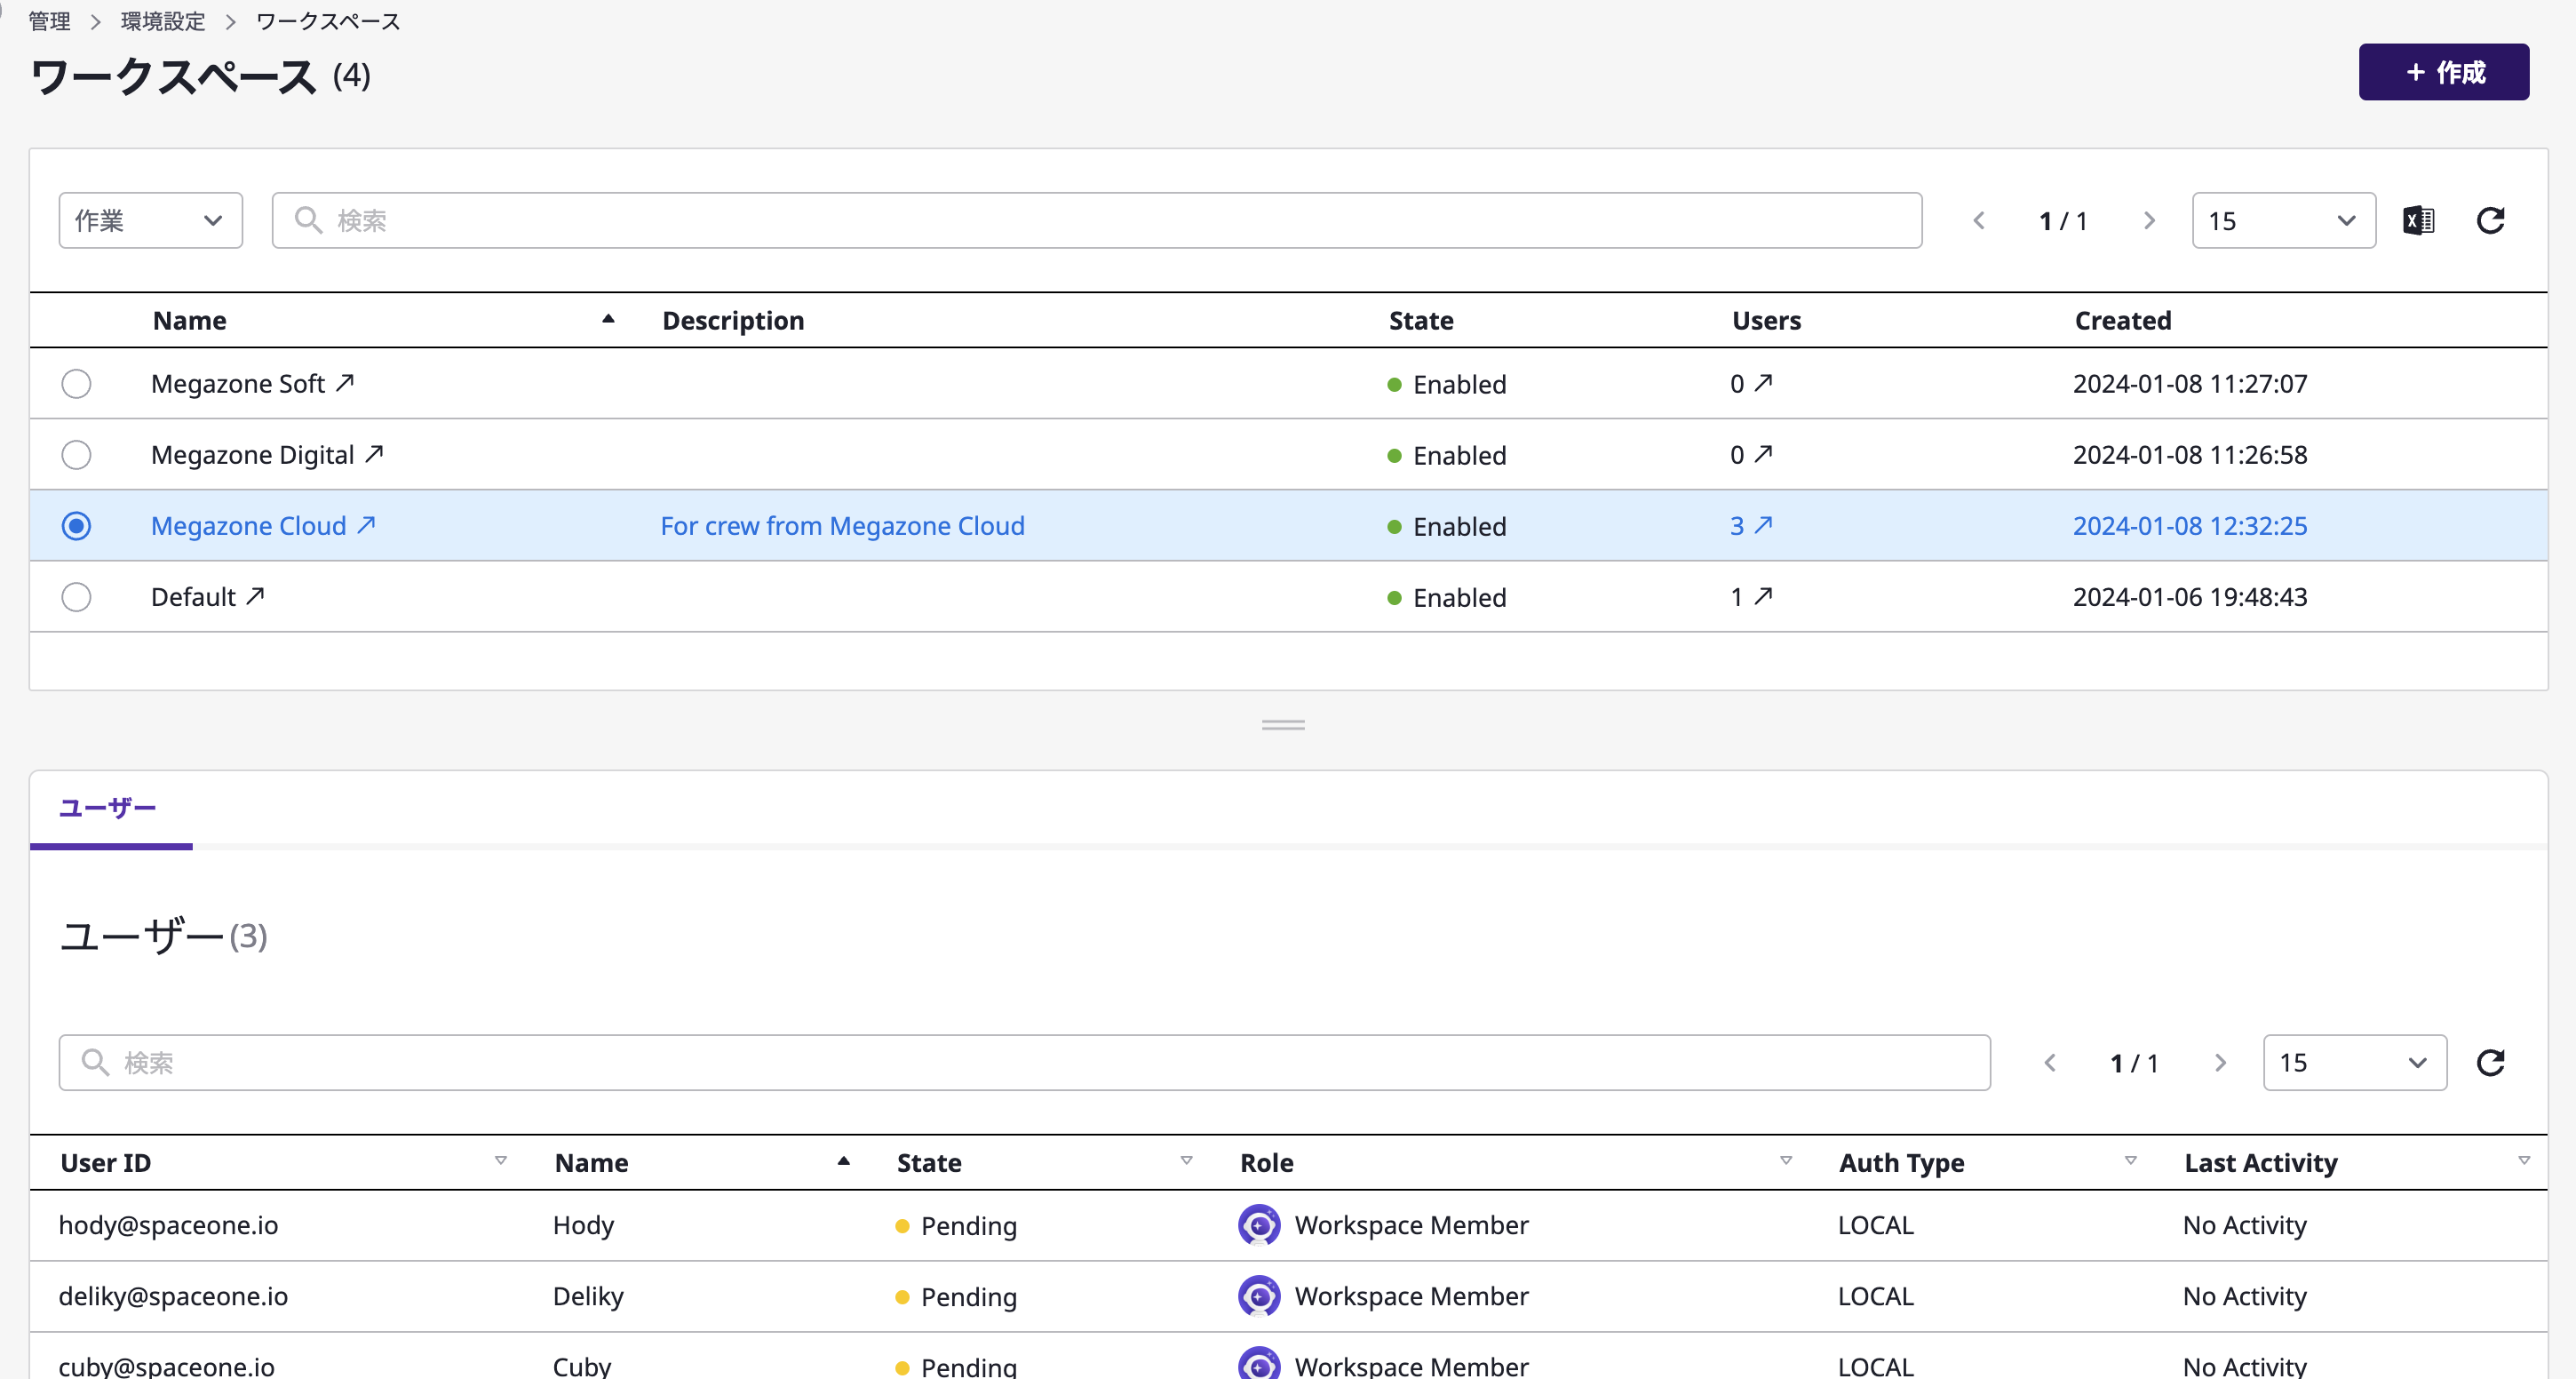 管理 > 環境設定 > ワークスペース
ワークスペース (4)
+ 作成
作業 検索 1 / 1 15
Name Description State Users Created
Megazone Soft Enabled 0 2024-01-08 11:27:07
Megazone Digital Enabled 0 2024-01-08 11:26:58
Megazone Cloud For crew from Megazone Cloud Enabled 3 2024-01-08 12:32:25
Default Enabled 1 2024-01-06 19:48:43
ユーザー
ユーザー (3)
検索 1 / 1 15
User ID Name State Role Auth Type Last Activity
hody@spaceone.io Hody Pending Workspace Member LOCAL No Activity
deliky@spaceone.io Deliky Pending Workspace Member LOCAL No Activity
cuby@spaceone.io Cuby Pending Workspace Member LOCAL No Activity